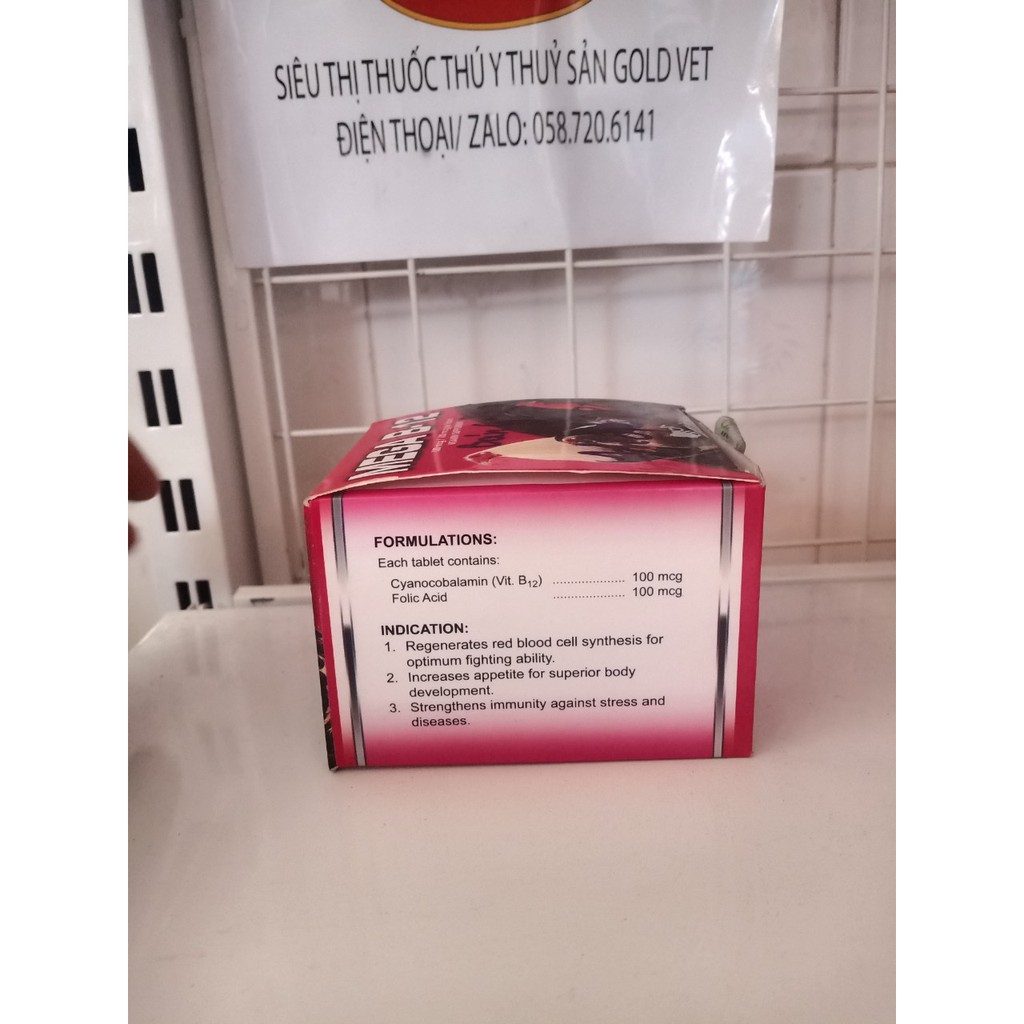 SIÊU THỊ THUỐC THÚ Y THUỶ SẢN GOLD VET
ĐIỆN THOẠI/ ZALO: 058.720.6141
MEGA B-12
FORMULATIONS:
Each tablet contains:
Cyanocobalamin (Vit. B12) .................... 100 mcg
Folic Acid .................... 100 mcg
INDICATION:
1. Regenerates red blood cell synthesis for
optimum fighting ability.
2. Increases appetite for superior body
development.
3. Strengthens immunity against stress and
diseases.